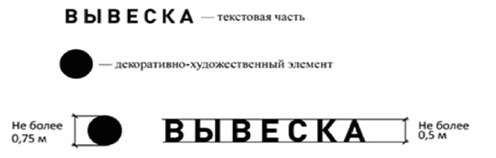 ВЫВЕСКА — текстовая часть
— декоративно-художественный элемент
Не более
0,75 м
ВЫВЕСКА
Не более
0,5 м